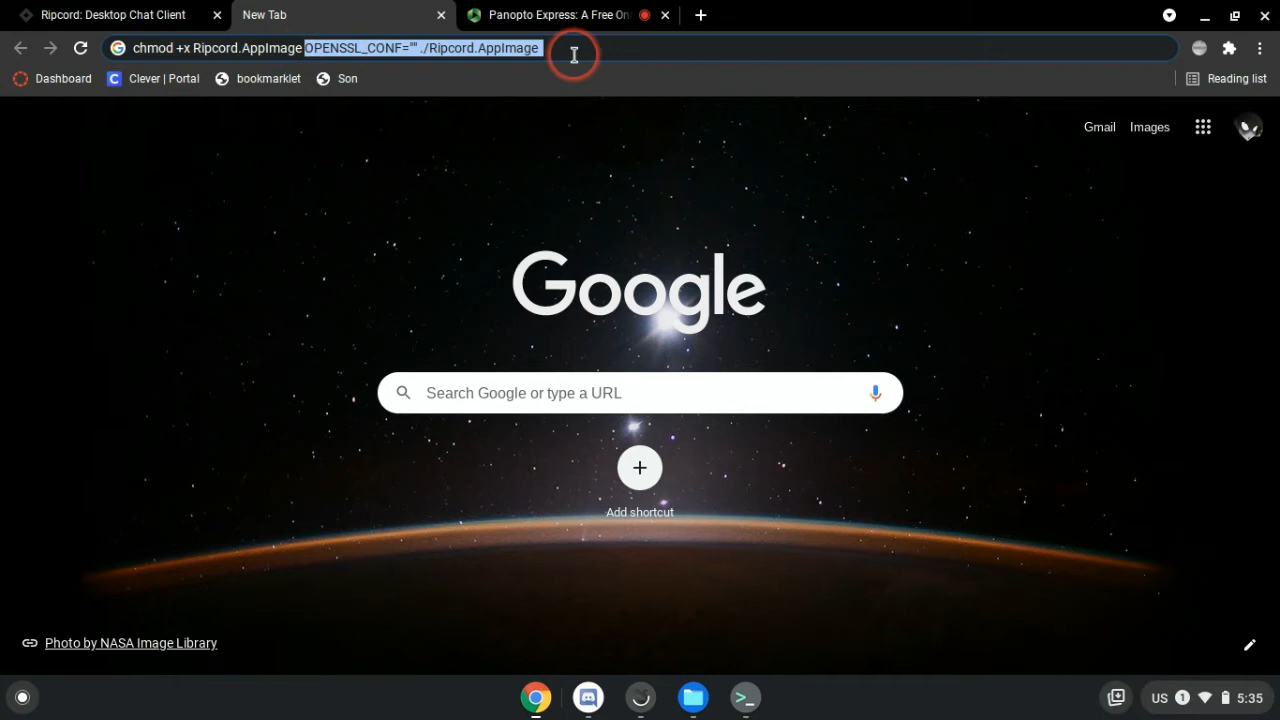 Ripcord: Desktop Chat Client
New Tab
Panopto Express: A Free On
chmod +x Ripcord.AppImage OPENSSL_CONF="" ./Ripcord.AppImage
Dashboard
Clever | Portal
bookmarklet
Son
Reading list
Gmail
Images
Google
Search Google or type a URL
Add shortcut
Photo by NASA Image Library
US
1
5:35